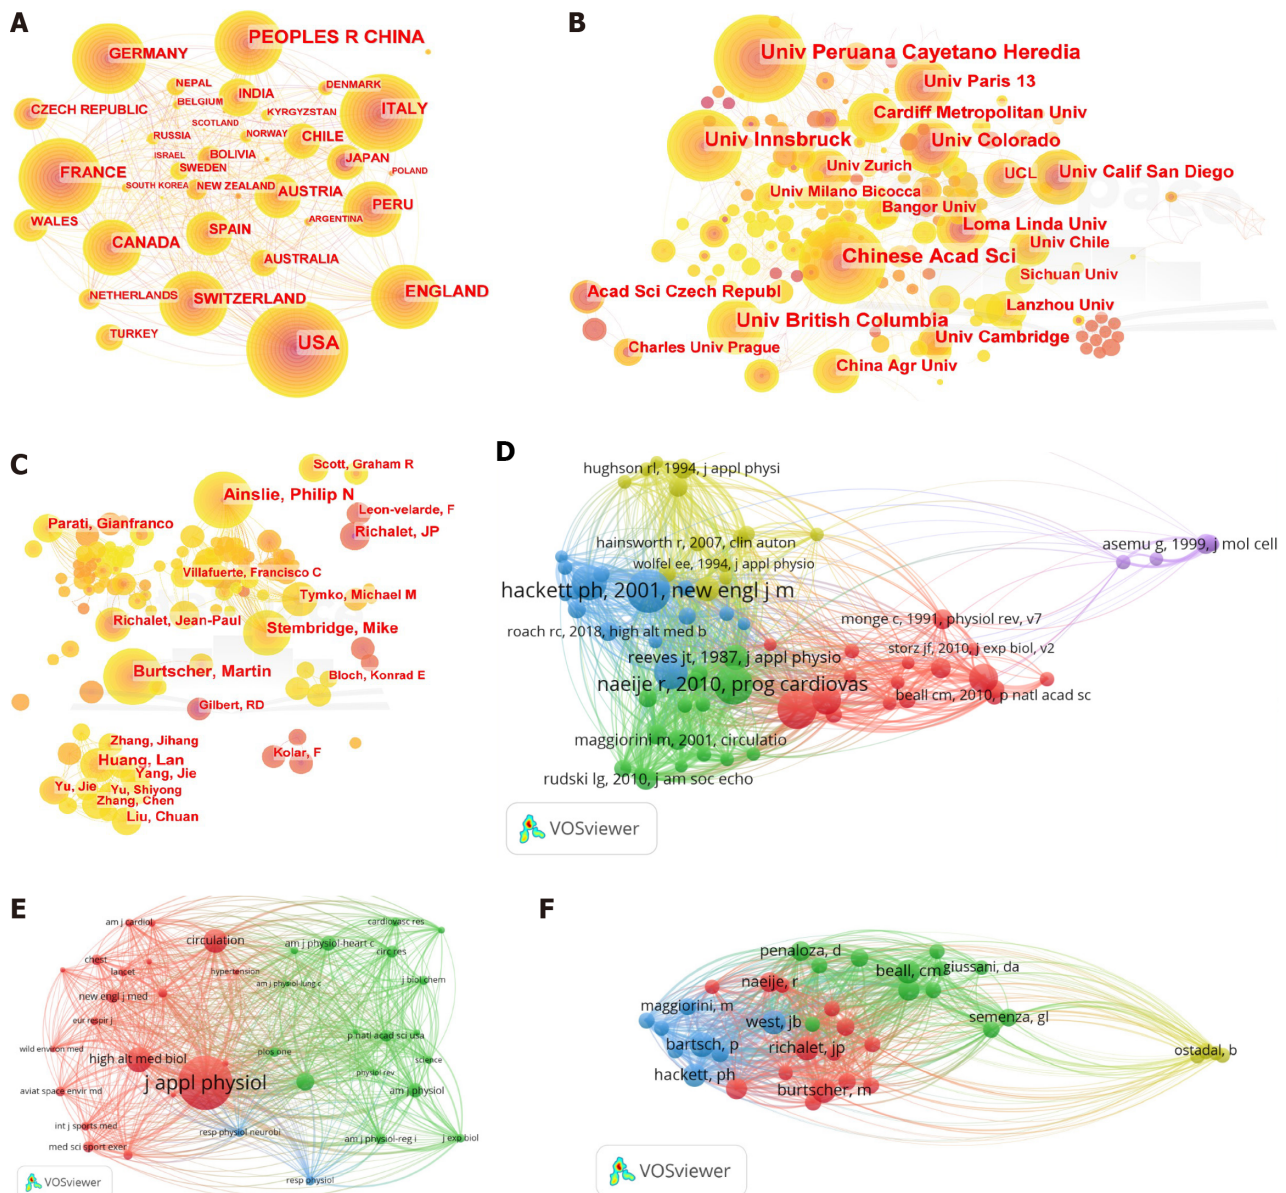 A
GERMANY
PEOPLES R CHINA
NEPAL
DENMARK
INDIA
CZECH REPUBLIC
BELGIUM
KYRGYZSTAN
ITALY
SCOTLAND
RUSSIA
NORWAY
CHILE
ISRAEL
BOLIVIA
JAPAN
FRANCE
SWEDEN
POLAND
SOUTH KOREA
NEW ZEALAND
AUSTRIA
PERU
WALES
SPAIN
ARGENTINA
CANADA
AUSTRALIA
NETHERLANDS
SWITZERLAND
ENGLAND
TURKEY
USA
B
Univ Peruana Cayetano Heredia
Univ Paris 13
Cardiff Metropolitan Univ
Univ Innsbruck
Univ Colorado
Univ Zurich
UCL
Univ Calif San Diego
Univ Milano Bicocca
Bangor Univ
Loma Linda Univ
Univ Chile
Chinese Acad Sci
Sichuan Univ
Acad Sci Czech Republ
Lanzhou Univ
Univ British Columbia
Univ Cambridge
Charles Univ Prague
China Agr Univ
C
Scott, Graham R
Ainslie, Philip N
Leon-velarde, F
Parati, Gianfranco
Richalet, JP
Villafuerte, Francisco C
Tymko, Michael M
Richalet, Jean-Paul
Stembridge, Mike
Burtscher, Martin
Bloch, Konrad E
Gilbert, RD
Zhang, Jihang
Kolar, F
Huang, Lan
Yang, Jie
Yu, Jie
Yu, Shiyong
Zhang, Chen
Liu, Chuan
D
hughson rl, 1994, j appl physi
hainsworth r, 2007, clin auton
asemu g, 1999, j mol cell
wolfel ee, 1994, j appl physio
hackett ph, 2001, new engl j m
monge c, 1991, physiol rev, v7
roach rc, 2018, high alt med b
storz jf, 2010, j exp biol, v2
reeves jt, 1987, j appl physio
naeije r, 2010, prog cardiovas
beall cm, 2010, p natl acad sc
maggiorini m, 2001, circulatio
rudski lg, 2010, j am soc echo
VOSviewer
E
am j cardiol
cardiovasc res
circulation
am j physiol-heart c
circ res
chest
lancet
hypertension
am j physiol-lung c
j biol chem
new engl j med
eur respir j
p natl acad sci usa
wild environ med
high alt med biol
plos one
science
physiol rev
j appl physiol
aviat space envir md
am j physiol
int j sports med
resp physiol neurobi
med sci sport exer
am j physiol-reg i
j exp biol
resp physiol
VOSviewer
F
penaloza, d
beall, cm
giussani, da
naeije, r
maggiorini, m
west, jb
semenza, gl
bartsch, p
richalet, jp
ostadal, b
hackett, ph
burtscher, m
VOSviewer